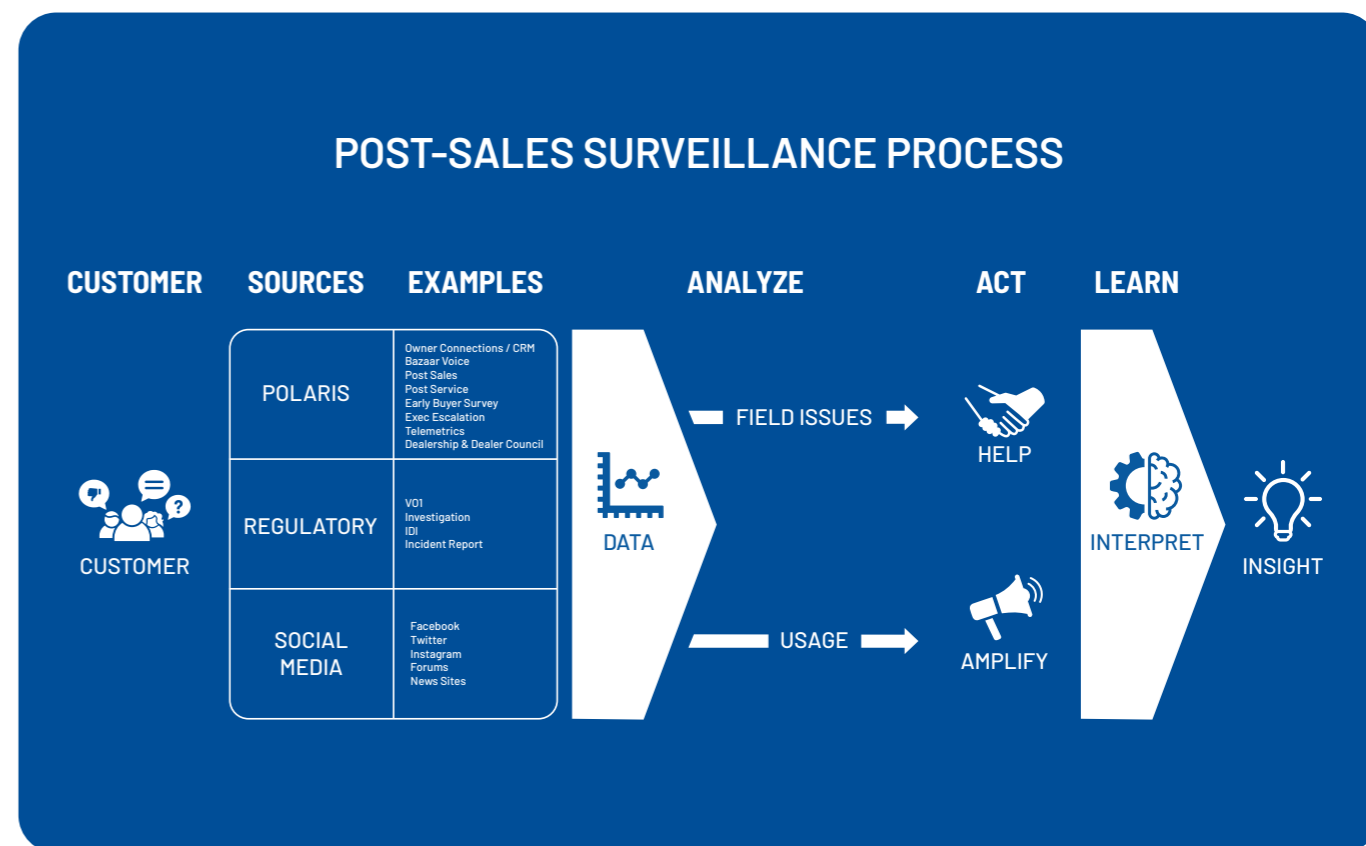 POST-SALES SURVEILLANCE PROCESS
CUSTOMER
SOURCES
EXAMPLES
ANALYZE
ACT
LEARN
?
CUSTOMER
POLARIS
Owner Connections / CRM
Bazaar Voice
Post Sales
Post Service
Early Buyer Survey
Exec Escalation
Telemetrics
Dealership & Dealer Council
REGULATORY
VO1
Investigation
IDI
Incident Report
SOCIAL
MEDIA
Facebook
Twitter
Instagram
Forums
News Sites
DATA
FIELD ISSUES
USAGE
HELP
AMPLIFY
INTERPRET
INSIGHT